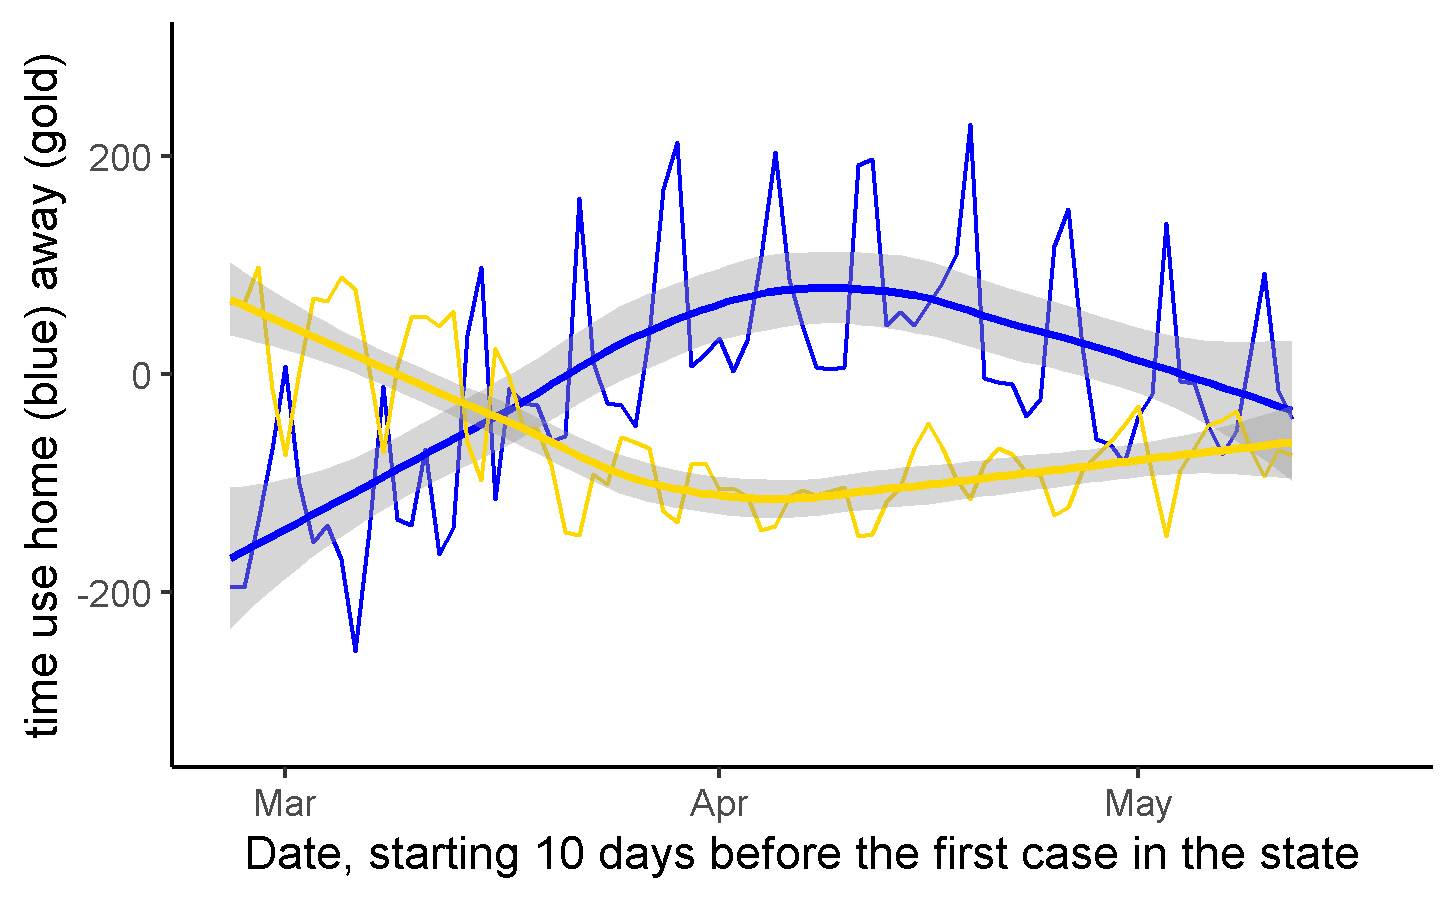 time use home (blue) away (gold)
200
0
-200
Mar
Apr
May
Date, starting 10 days before the first case in the state